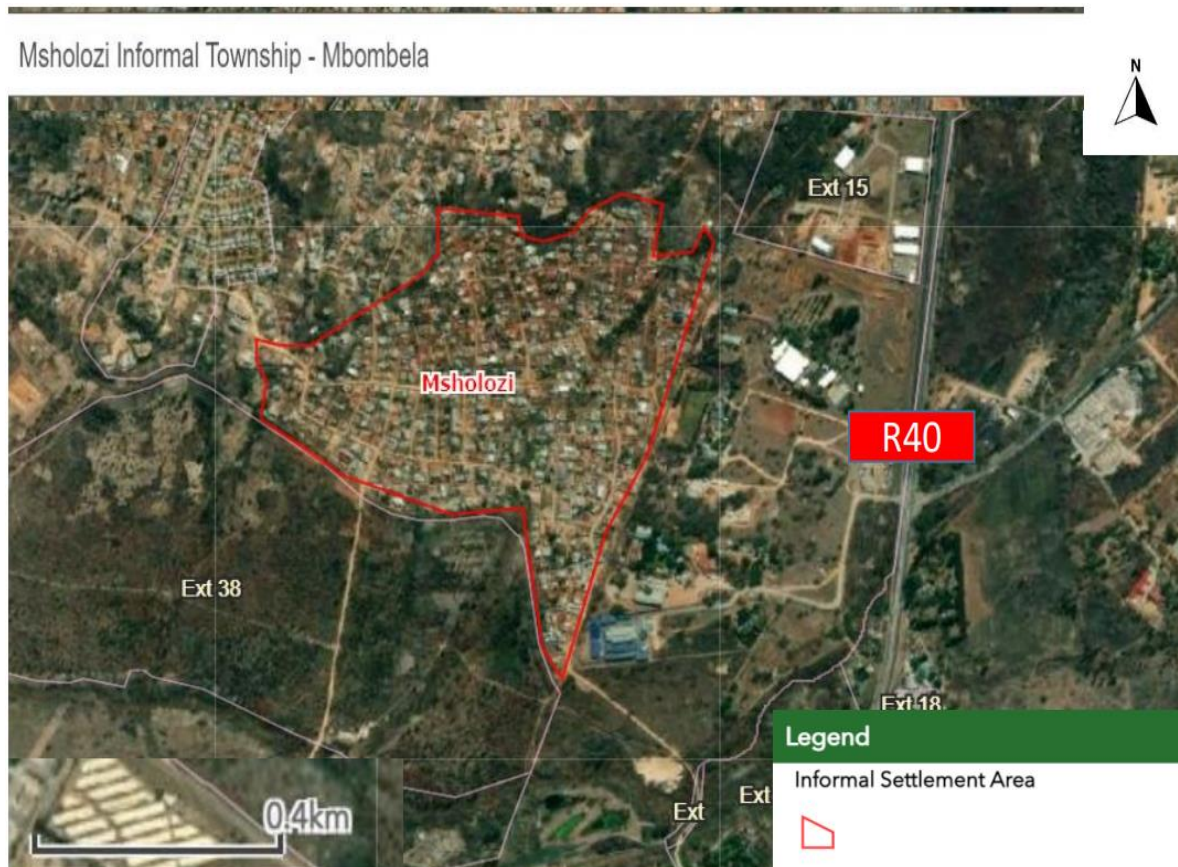 Msholozi Informal Township - Mbombela
N
Ext 15
Msholozi
R40
Ext 38
Ext 18
Legend
Informal Settlement Area
0.4km
Ext
Ext